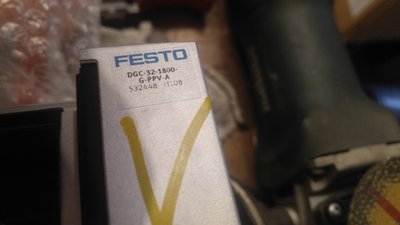 FESTO
DGC-32-1800-
G-PPV-A
532448